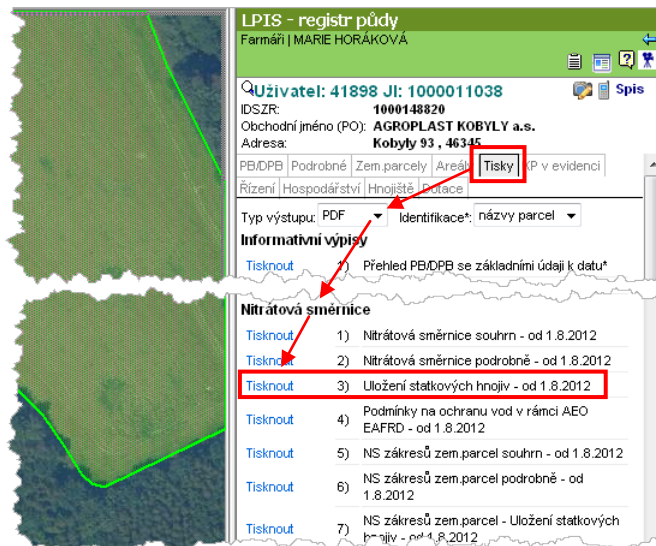 LPIS - registr půdy
Farmáři | MARIE HORÁKOVÁ
Uživatel: 41898 JI: 1000011038
Spis
IDSZR: 1000148820
Obchodní jméno (PO): AGROPLAST KOBYLY a.s.
Adresa: Kobyly 93 , 46345
PB/DPB Podrobné Zem.parcely Areály Tisky KP v evidenci
Řízení Hospodářství Hnojiště Dotace
Typ výstupu: PDF Identifikace*: názvy parcel
Informativní výpisy
Tisknout 1) Přehled PB/DPB se základními údaji k datu*
Nitrátová směrnice
Tisknout 1) Nitrátová směrnice souhrn - od 1.8.2012
Tisknout 2) Nitrátová směrnice podrobně - od 1.8.2012
Tisknout 3) Uložení statkových hnojiv - od 1.8.2012
Tisknout 4) Podmínky na ochranu vod v rámci AEO
EAFRD - od 1.8.2012
Tisknout 5) NS zákresů zem.parcel souhrn - od 1.8.2012
Tisknout 6) NS zákresů zem.parcel podrobně - od
1.8.2012
Tisknout 7) NS zákresů zem.parcel - Uložení statkových
hnojiv - od 1.8.2012